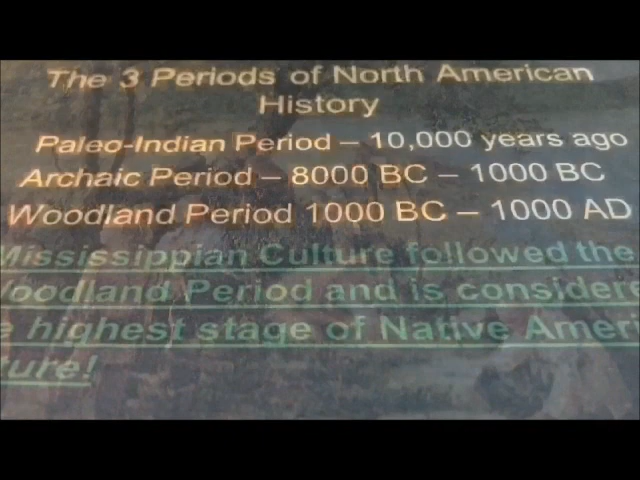 The 3 Periods of North American
History
Paleo-Indian Period – 10,000 years ago
Archaic Period – 8000 BC – 1000 BC
Woodland Period 1000 BC – 1000 AD
Mississippian Culture followed the
oodland Period and is considere
e highest stage of Native Ameri
ture!